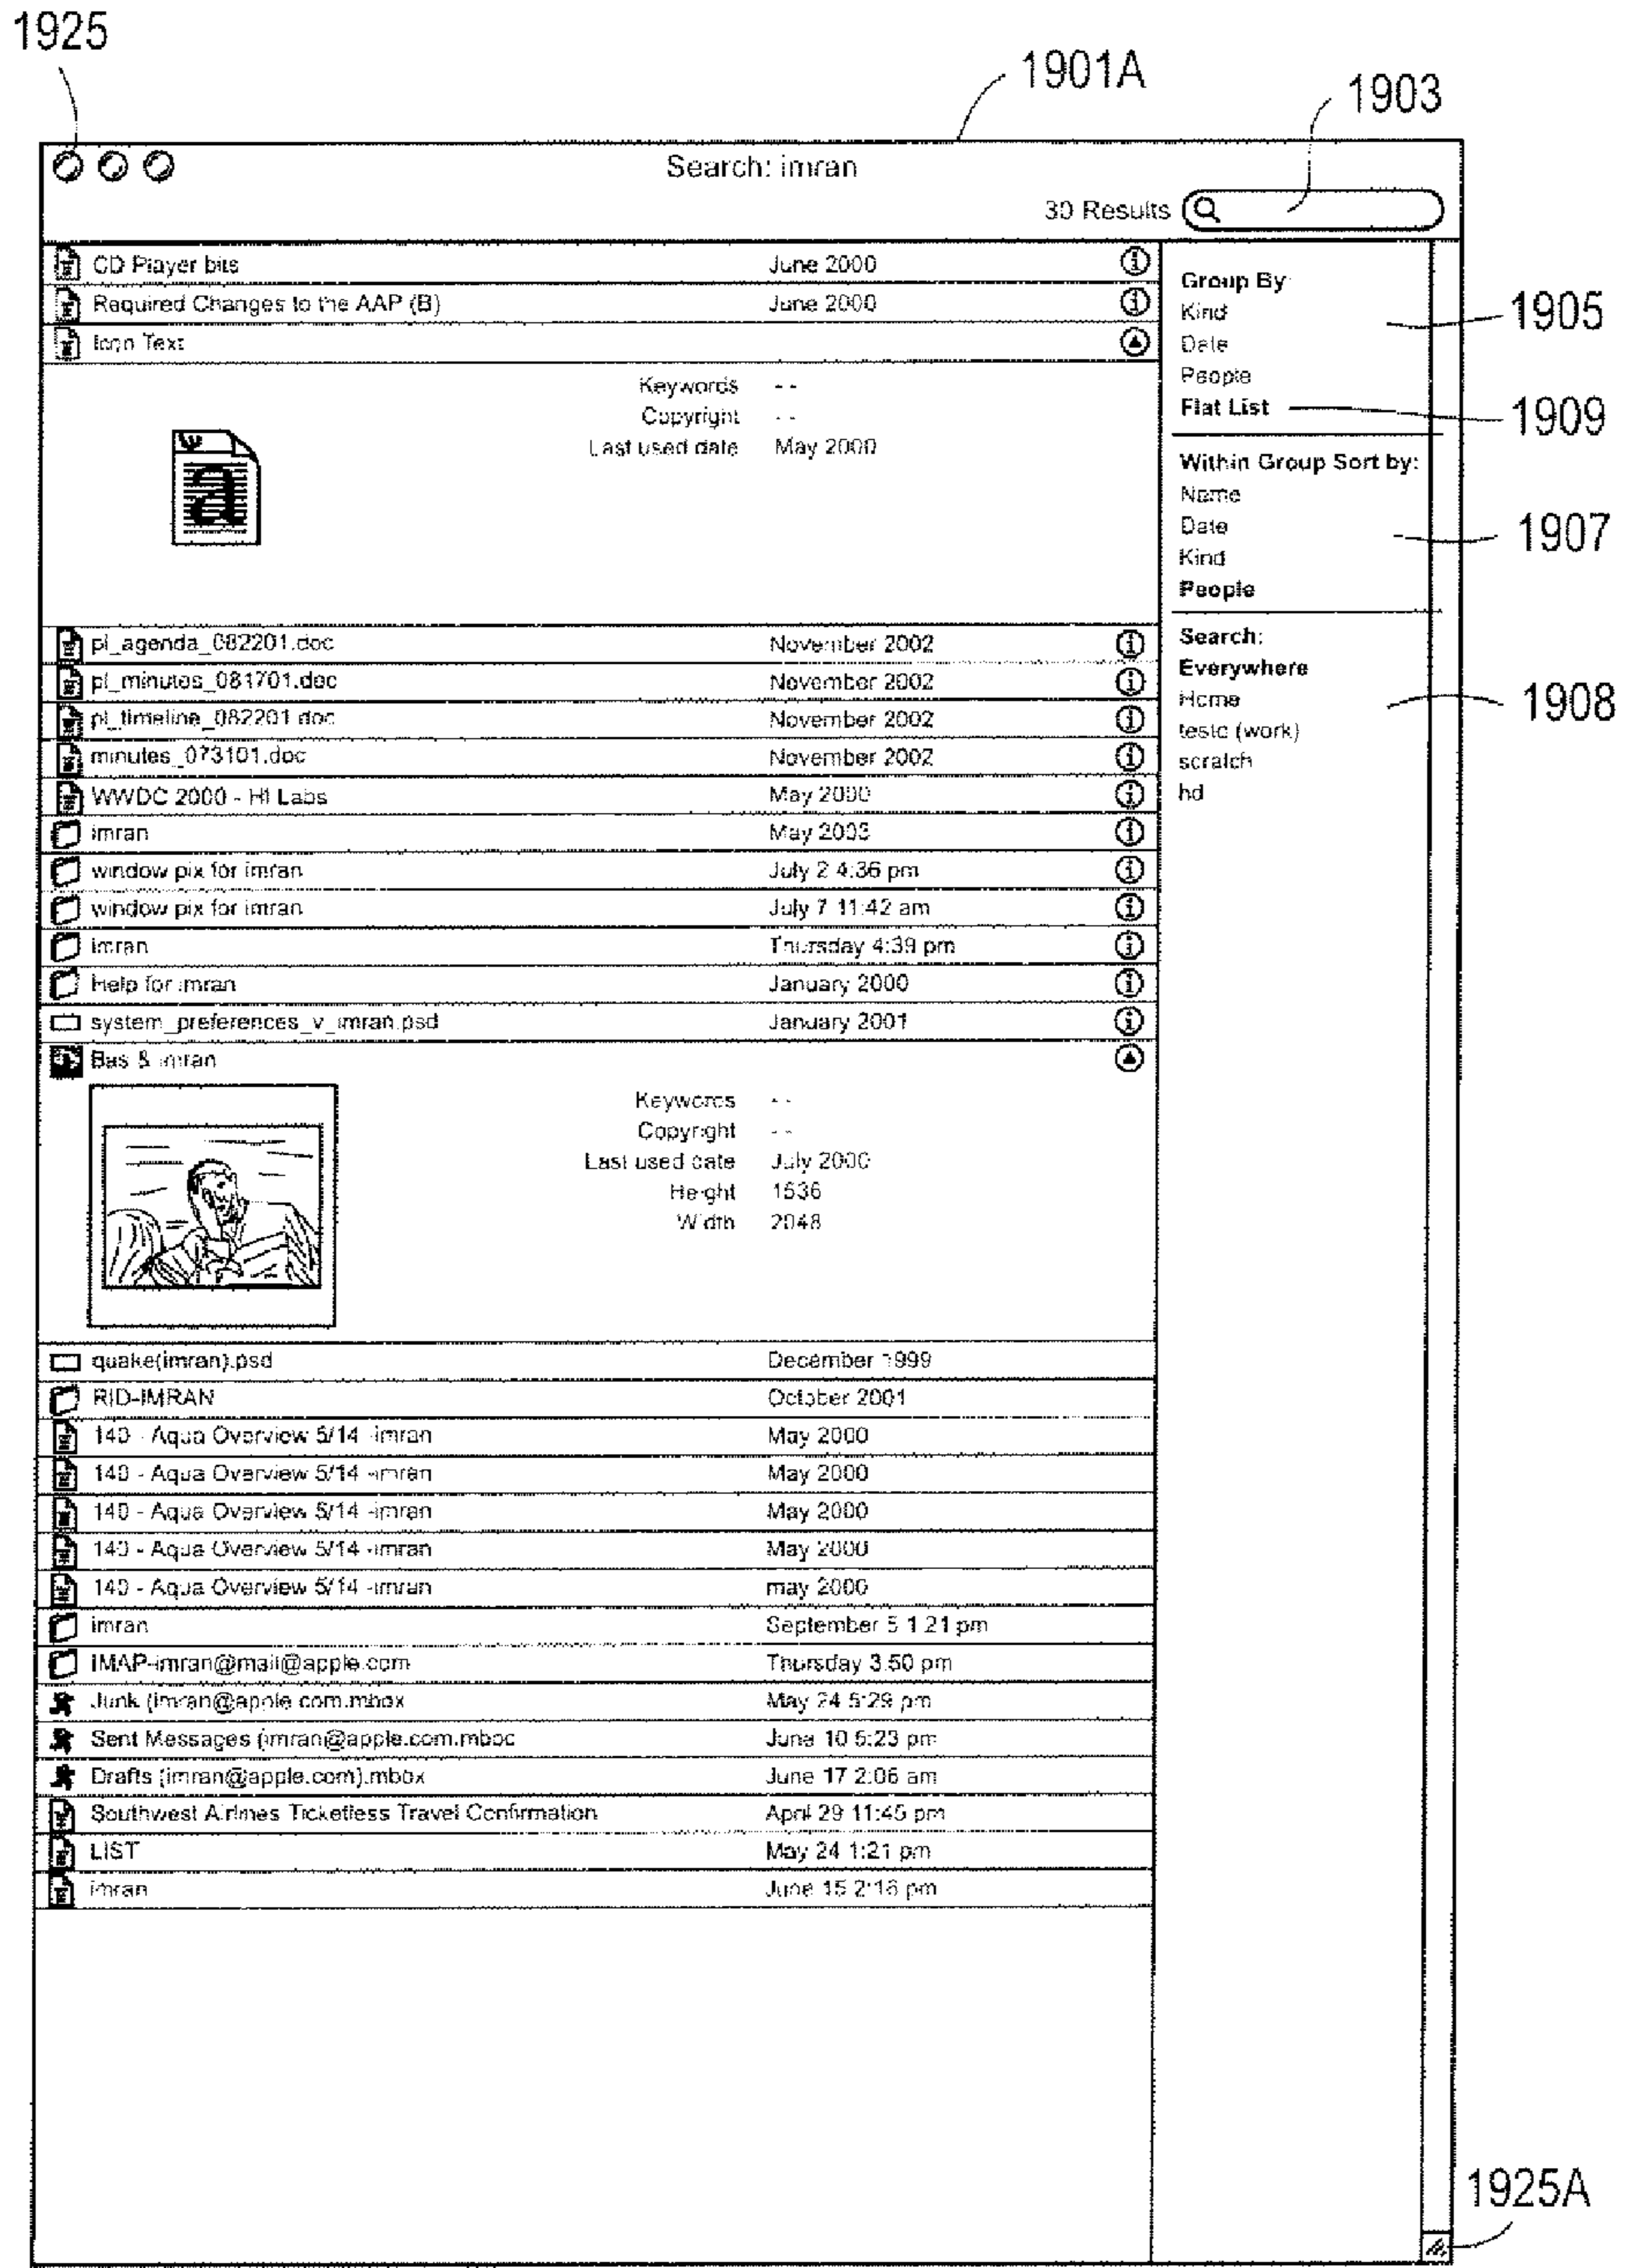 1925
1901A
1903
Search: imran
30 Results
CD Player bits June 2000
Required Changes to the AAP (B) June 2000
Icon Text
Keywords - -
Copyright - -
Last used date May 2000
pl_agenda_082201.doc November 2002
pl_minutes_081701.doc November 2002
pl_timeline_082201.doc November 2002
minutes_073101.doc November 2002
WWDC 2000 - HI Labs May 2000
imran May 2003
window pix for imran July 2 4:36 pm
window pix for imran July 7 11:42 am
imran Thursday 4:39 pm
Help for imran January 2000
system_preferences_v_imran.psd January 2001
Bas & imran
Keywords - -
Copyright - -
Last used date July 2000
Height 1536
Width 2048
quake(imran).psd December 1999
RID-IMRAN October 2001
140 - Aqua Overview 5/14 -imran May 2000
140 - Aqua Overview 5/14 -imran May 2000
140 - Aqua Overview 5/14 -imran May 2000
140 - Aqua Overview 5/14 -imran May 2000
140 - Aqua Overview 5/14 -imran may 2000
imran September 5 1:21 pm
IMAP-imran@mail@apple.com Thursday 3:50 pm
Junk (imran@apple.com.mbox May 24 5:29 pm
Sent Messages (imran@apple.com.mboc June 10 5:23 pm
Drafts (imran@apple.com).mbox June 17 2:06 am
Southwest Airlines Ticketless Travel Confirmation April 29 11:45 pm
LIST May 24 1:21 pm
imran June 15 2:16 pm
Group By:
Kind
Date
People
Flat List
1905
1909
Within Group Sort by:
Name
Date
Kind
People
1907
Search:
Everywhere
Home
(work)
scratch
hd
1908
1925A